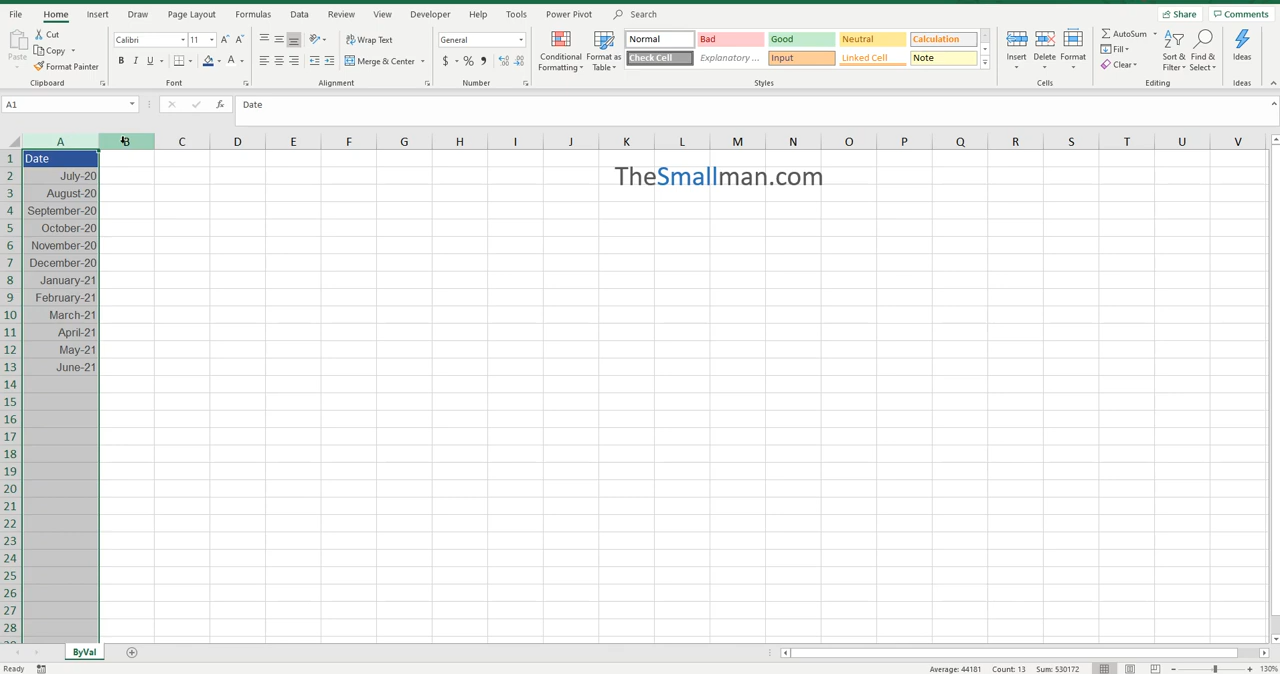 File Home Insert Draw Page Layout Formulas Data Review View Developer Help Tools Power Pivot Search Share Comments
Paste
Cut
Copy
Format Painter
Clipboard
Calibri 11 A A
B I U A
Font
Wrap Text
Merge & Center
Alignment
General
$ %
Number
Conditional Formatting
Format as Table
Normal Bad Good Neutral Calculation
Check Cell Explanatory ... Input Linked Cell Note
Styles
Insert Delete Format
Cells
AutoSum
Fill
Clear
Sort & Filter
Find & Select
Editing
Ideas
Ideas
A1 fx Date
A B C D E F G H I J K L M N O P Q R S T U V
1 Date
TheSmallman.com
2 July-20
3 August-20
4 September-20
5 October-20
6 November-20
7 December-20
8 January-21
9 February-21
10 March-21
11 April-21
12 May-21
13 June-21
14
15
16
17
18
19
20
21
22
23
24
25
26
27
28
ByVal
Ready Average: 44181 Count: 13 Sum: 530172 130%